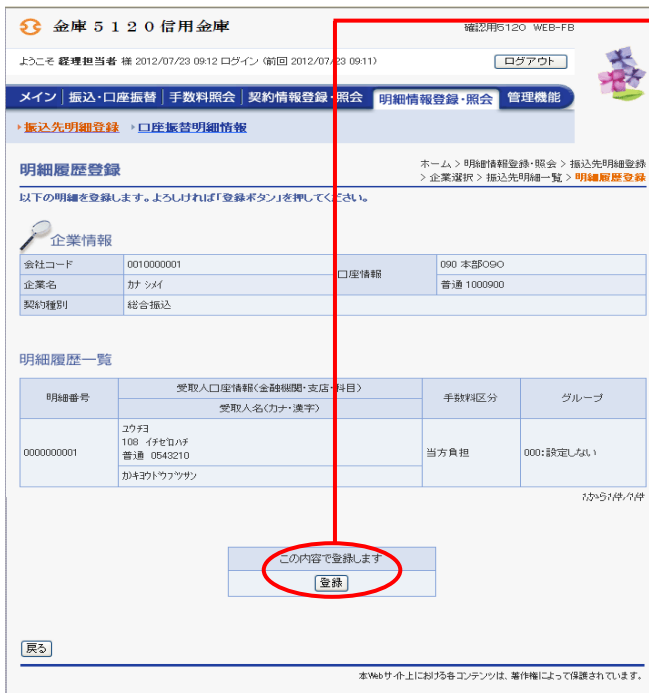 金庫５１２０信用金庫
確認用5120 WEB-FB
ようこそ 経理担当者 様 2012/07/23 09:12 ログイン (前回 2012/07/23 09:11)
ログアウト
メイン 振込・口座振替 手数料照会 契約情報登録・照会 明細情報登録・照会 管理機能
振込先明細登録 口座振替明細情報
明細履歴登録
ホーム > 明細情報登録・照会 > 振込先明細登録
> 企業選択 > 振込先明細一覧 > 明細履歴登録
以下の明細を登録します。よろしければ「登録ボタン」を押してください。
企業情報
会社コード 0010000001 口座情報 090 本部090
企業名 カナ シメイ 普通 1000900
契約種別 総合振込
明細履歴一覧
明細番号 受取人口座情報(金融機関・支店・科目) 手数料区分 グループ
受取人名(カナ・漢字)
0000000001 ユウチヨ
108 イチゼロハチ
普通 0543210
当方負担 000:設定しない
カ)キヨウドウブツサン
1から1件/1件
この内容で登録します
登録
戻る
本Webサイト上における各コンテンツは、著作権によって保護されています。